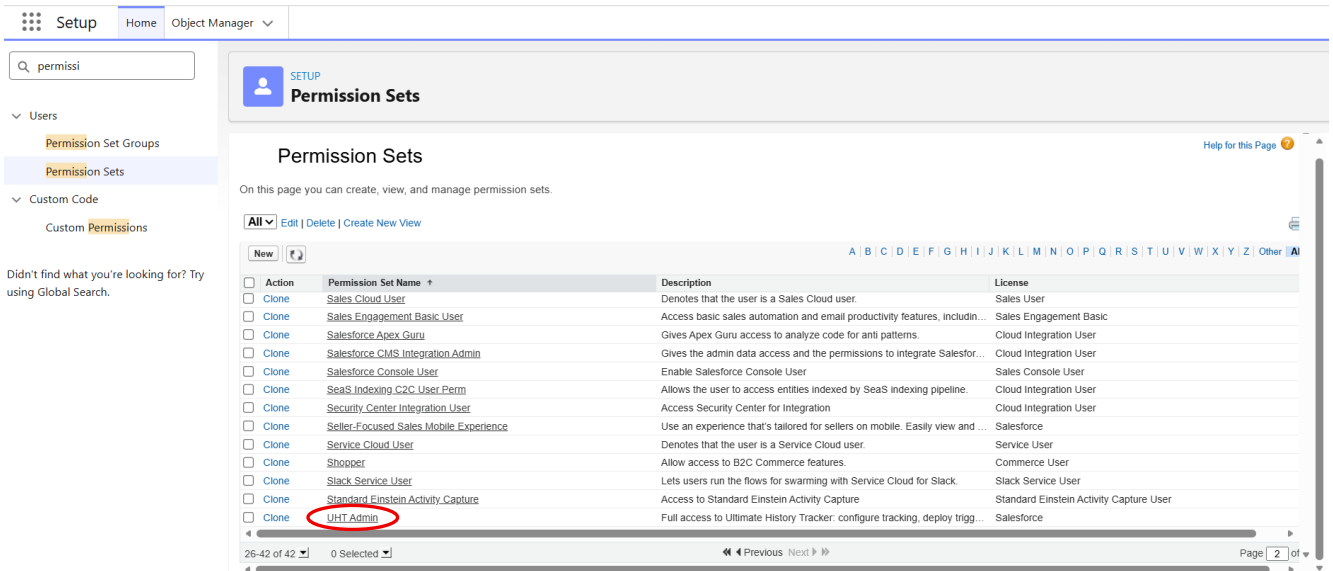 Setup Home Object Manager
permissi
SETUP
Permission Sets
Users
Permission Set Groups
Permission Sets
Custom Code
Custom Permissions
Didn't find what you're looking for? Try
using Global Search.
Permission Sets
Help for this Page ?
On this page you can create, view, and manage permission sets.
All Edit | Delete | Create New View
New A | B | C | D | E | F | G | H | I | J | K | L | M | N | O | P | Q | R | S | T | U | V | W | X | Y | Z | Other
Action Permission Set Name ↑ Description License
Clone Sales Cloud User Denotes that the user is a Sales Cloud user. Sales User
Clone Sales Engagement Basic User Access basic sales automation and email productivity features, includin... Sales Engagement Basic
Clone Salesforce Apex Guru Gives Apex Guru access to analyze code for anti patterns. Cloud Integration User
Clone Salesforce CMS Integration Admin Gives the admin data access and the permissions to integrate Salesfor... Cloud Integration User
Clone Salesforce Console User Enable Salesforce Console User Sales Console User
Clone SeaS Indexing C2C User Perm Allows the user to access entities indexed by SeaS indexing pipeline. Cloud Integration User
Clone Security Center Integration User Access Security Center for Integration Cloud Integration User
Clone Seller-Focused Sales Mobile Experience Use an experience that's tailored for sellers on mobile. Easily view and ... Salesforce
Clone Service Cloud User Denotes that the user is a Service Cloud user. Service User
Clone Shopper Allow access to B2C Commerce features. Commerce User
Clone Slack Service User Lets users run the flows for swarming with Service Cloud for Slack. Slack Service User
Clone Standard Einstein Activity Capture Access to Standard Einstein Activity Capture Standard Einstein Activity Capture User
Clone UHT Admin Full access to Ultimate History Tracker: configure tracking, deploy trigg... Salesforce
26-42 of 42 0 Selected Previous Next Page 2 of